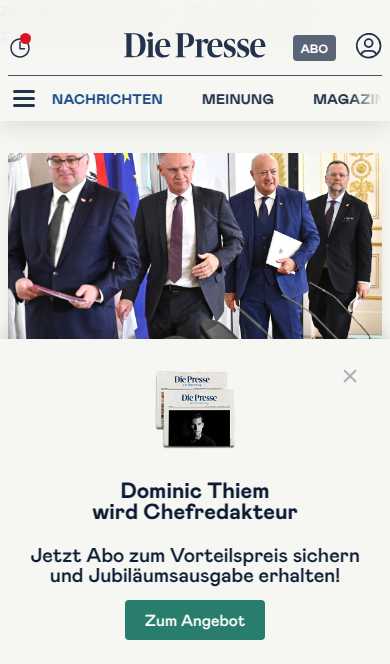 Die Presse
ABO
NACHRICHTEN MEINUNG MAGAZIN
Die Presse
Die Presse
Dominic Thiem
wird Chefredakteur
Jetzt Abo zum Vorteilspreis sichern
und Jubiläumsausgabe erhalten!
Zum Angebot